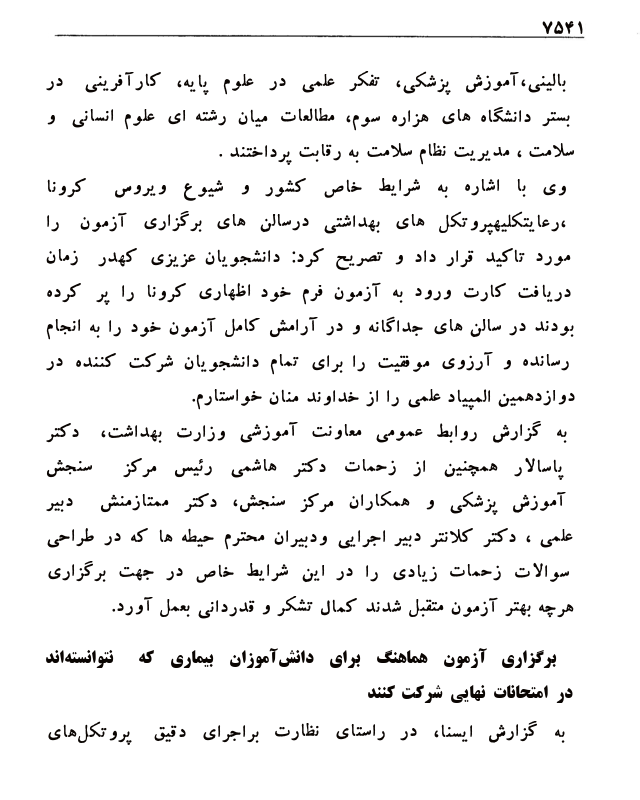 ۷۵۴۱
بالینی،آموزش پزشکی، تفکر علمی در علوم پایه، کارآفرینی در
بستر دانشگاه های هزاره سوم، مطالعات میان رشته ای علوم انسانی و
سلامت ، مدیریت نظام سلامت به رقابت پرداختند .
وی با اشاره به شرایط خاص کشور و شیوع ویروس کرونا
،رعایتکلیهپروتکل های بهداشتی درسالن های برگزاری آزمون را
مورد تاکید قرار داد و تصریح کرد: دانشجویان عزیزی کهدر زمان
دریافت کارت ورود به آزمون فرم خود اظهاری کرونا را پر کرده
بودند در سالن های جداگانه و در آرامش کامل آزمون خود را به انجام
رسانده و آرزوی موفقیت را برای تمام دانشجویان شرکت کننده در
دوازدهمین المپیاد علمی را از خداوند منان خواستارم.
به گزارش روابط عمومی معاونت آموزشی وزارت بهداشت، دکتر
پاسالار همچنین از زحمات دکتر هاشمی رئیس مرکز سنجش
آموزش پزشکی و همکاران مرکز سنجش، دکتر ممتازمنش دبیر
علمی ، دکتر کلانتر دبیر اجرایی ودبیران محترم حیطه ها که در طراحی
سوالات زحمات زیادی را در این شرایط خاص در جهت برگزاری
هرچه بهتر آزمون متقبل شدند کمال تشکر و قدردانی بعمل آورد.
برگزاری آزمون هماهنگ برای دانش‌آموزان بیماری که نتوانسته‌اند
در امتحانات نهایی شرکت کنند
به گزارش ایسنا، در راستای نظارت براجرای دقیق پروتکل‌های